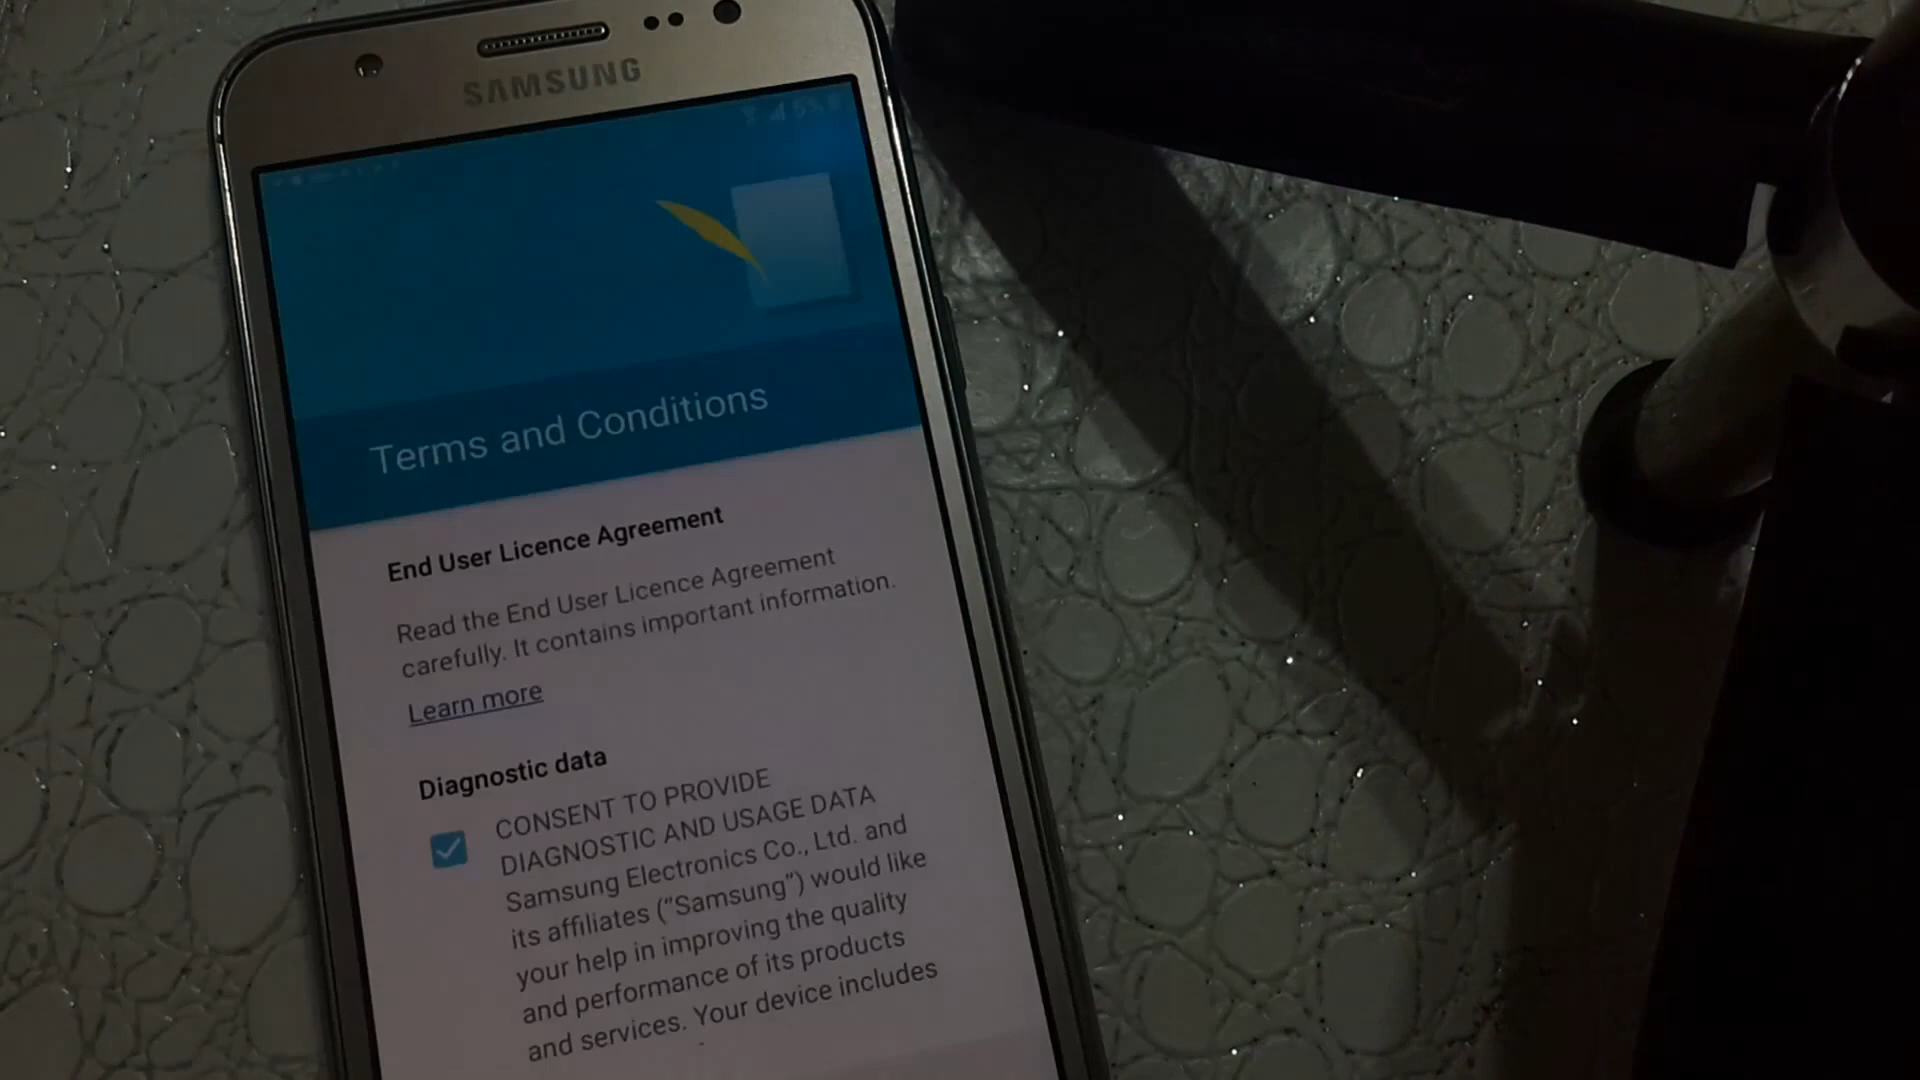 SAMSUNG
Terms and Conditions
End User Licence Agreement
Read the End User Licence Agreement
carefully. It contains important information.
Learn more
Diagnostic data
CONSENT TO PROVIDE
DIAGNOSTIC AND USAGE DATA
Samsung Electronics Co., Ltd. and
its affiliates ("Samsung") would like
your help in improving the quality
and performance of its products
and services. Your device includes